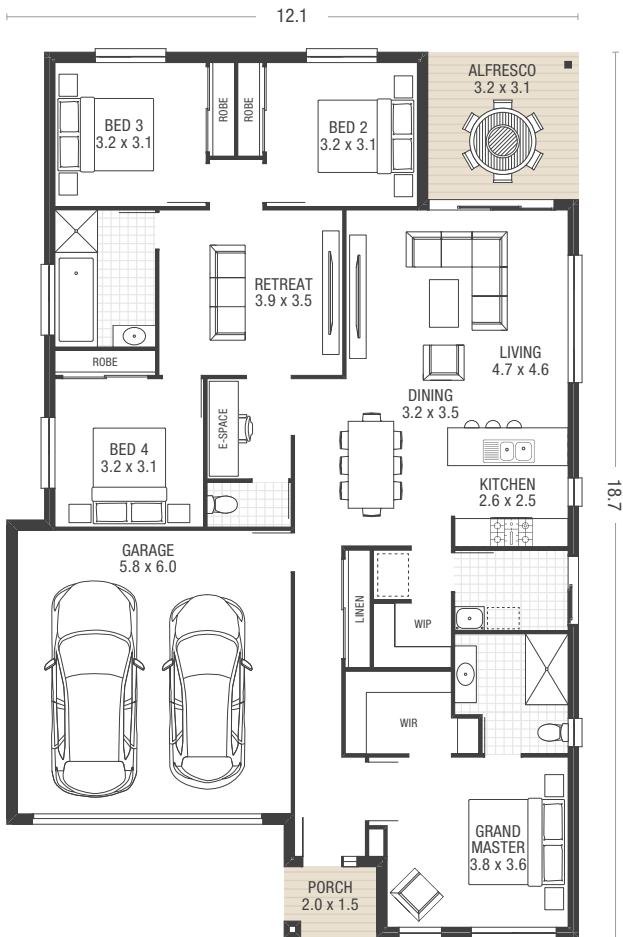 12.1
ALFRESCO
3.2 x 3.1
BED 3
3.2 x 3.1
ROBE
ROBE
BED 2
3.2 x 3.1
RETREAT
3.9 x 3.5
ROBE
LIVING
4.7 x 4.6
DINING
3.2 x 3.5
E-SPACE
BED 4
3.2 x 3.1
KITCHEN
2.6 x 2.5
18.7
GARAGE
5.8 x 6.0
LINEN
WIP
WIR
GRAND
MASTER
3.8 x 3.6
PORCH
2.0 x 1.5